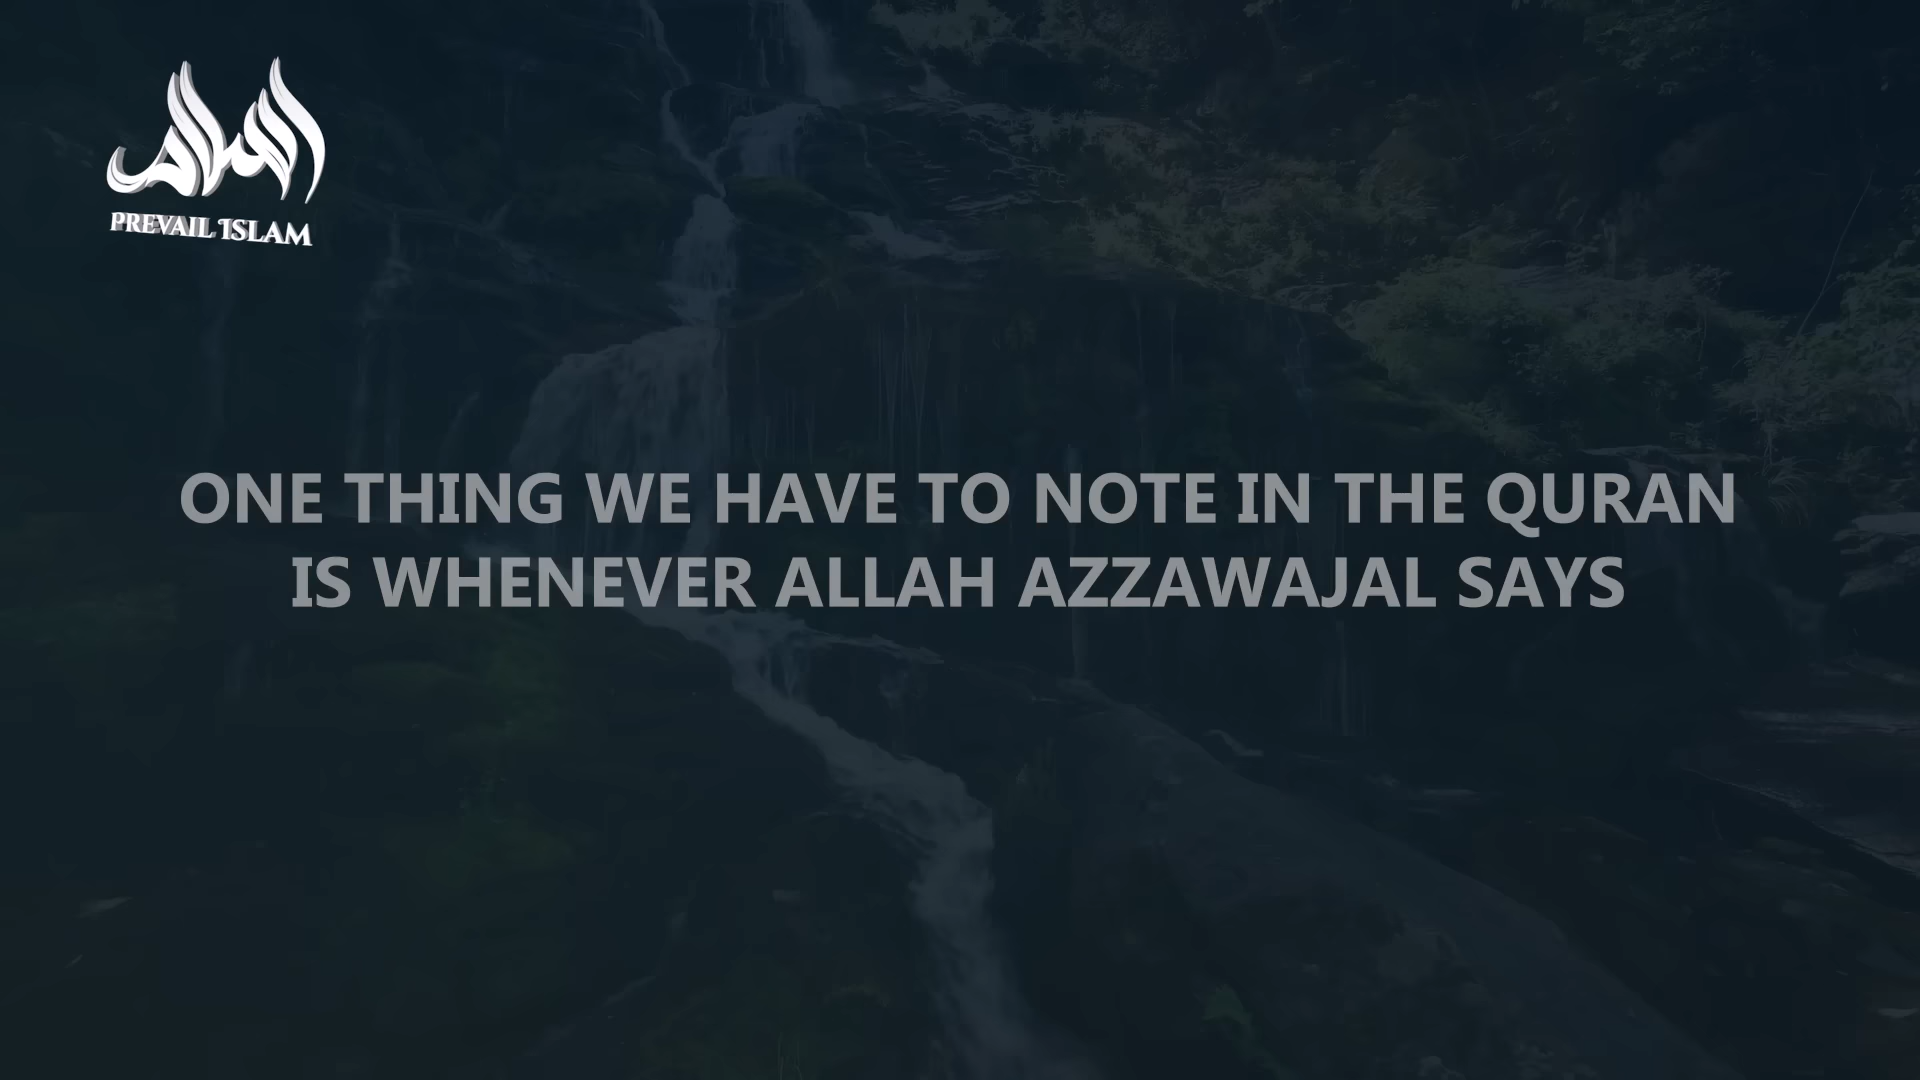 PREVAIL ISLAM
ONE THING WE HAVE TO NOTE IN THE QURAN
IS WHENEVER ALLAH AZZAWAJAL SAYS